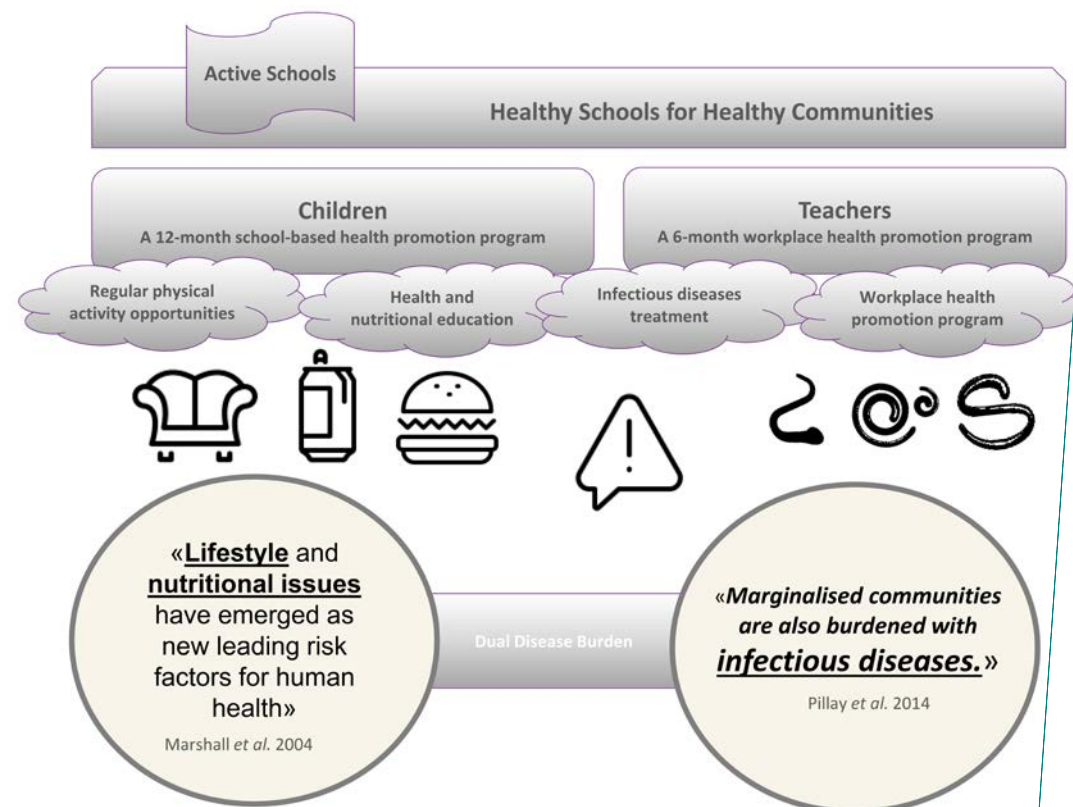 Active Schools
Healthy Schools for Healthy Communities
Children
A 12-month school-based health promotion program
Teachers
A 6-month workplace health promotion program
Regular physical
activity opportunities
Health and
nutritional education
Infectious diseases
treatment
Workplace health
promotion program
«Lifestyle and
nutritional issues
have emerged as
new leading risk
factors for human
health»
Marshall et al. 2004
Dual Disease Burden
«Marginalised communities
are also burdened with
infectious diseases.»
Pillay et al. 2014